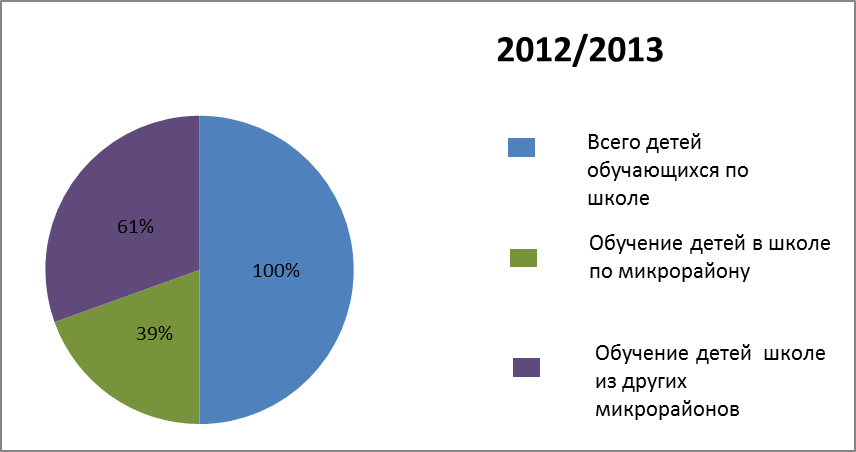 2012/2013
Всего детей
обучающихся по
школе
Обучение детей в школе
по микрорайону
Обучение детей школе
из других
микрорайонов
61%
100%
39%